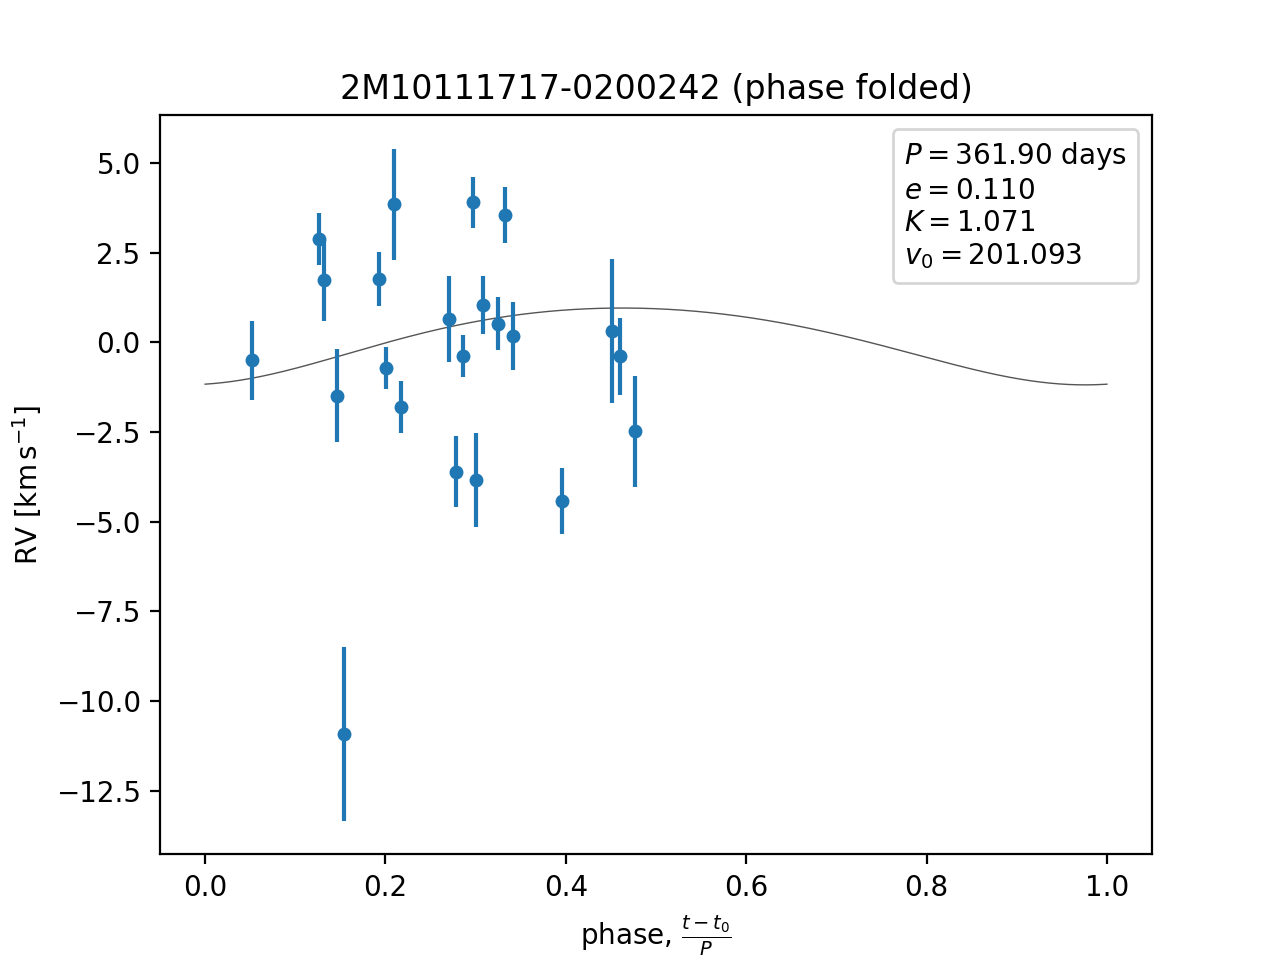 2M10111717-0200242 (phase folded)
P = 361.90 days
e = 0.110
K = 1.071
v₀ = 201.093
5.0
2.5
0.0
−2.5
−5.0
−7.5
−10.0
−12.5
RV [km s⁻¹]
0.0 0.2 0.4 0.6 0.8 1.0
phase, (t − t₀)/P